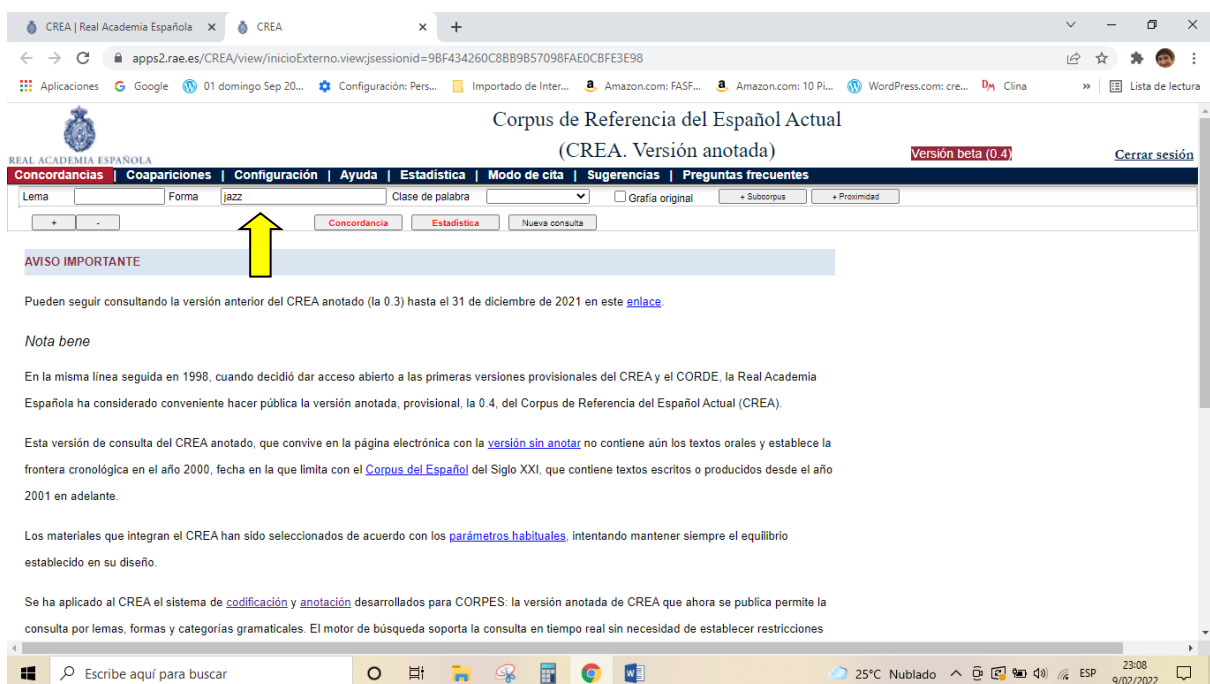 CREA | Real Academia Española
CREA
apps2.rae.es/CREA/view/inicioExterno.view;jsessionid=9BF434260C8BB9B57098FAE0CBFE3E98
Aplicaciones Google 01 domingo Sep 20... Configuración: Pers... Importado de Inter... Amazon.com: FASF... Amazon.com: 10 Pi... WordPress.com: cre... DM Clina » Lista de lectura
REAL ACADEMIA ESPAÑOLA
Corpus de Referencia del Español Actual
(CREA. Versión anotada)
Versión beta (0.4)
Cerrar sesión
Concordancias | Coapariciones | Configuración | Ayuda | Estadística | Modo de cita | Sugerencias | Preguntas frecuentes
Lema Forma jazz Clase de palabra Grafía original + Subcorpus + Proximidad
+ - Concordancia Estadística Nueva consulta
AVISO IMPORTANTE
Pueden seguir consultando la versión anterior del CREA anotado (la 0.3) hasta el 31 de diciembre de 2021 en este enlace.
Nota bene
En la misma línea seguida en 1998, cuando decidió dar acceso abierto a las primeras versiones provisionales del CREA y el CORDE, la Real Academia
Española ha considerado conveniente hacer pública la versión anotada, provisional, la 0.4, del Corpus de Referencia del Español Actual (CREA).
Esta versión de consulta del CREA anotado, que convive en la página electrónica con la versión sin anotar no contiene aún los textos orales y establece la
frontera cronológica en el año 2000, fecha en la que limita con el Corpus del Español del Siglo XXI, que contiene textos escritos o producidos desde el año
2001 en adelante.
Los materiales que integran el CREA han sido seleccionados de acuerdo con los parámetros habituales, intentando mantener siempre el equilibrio
establecido en su diseño.
Se ha aplicado al CREA el sistema de codificación y anotación desarrollados para CORPES: la versión anotada de CREA que ahora se publica permite la
consulta por lemas, formas y categorías gramaticales. El motor de búsqueda soporta la consulta en tiempo real sin necesidad de establecer restricciones
Escribe aquí para buscar
25°C Nublado
ESP
23:08
9/02/2022